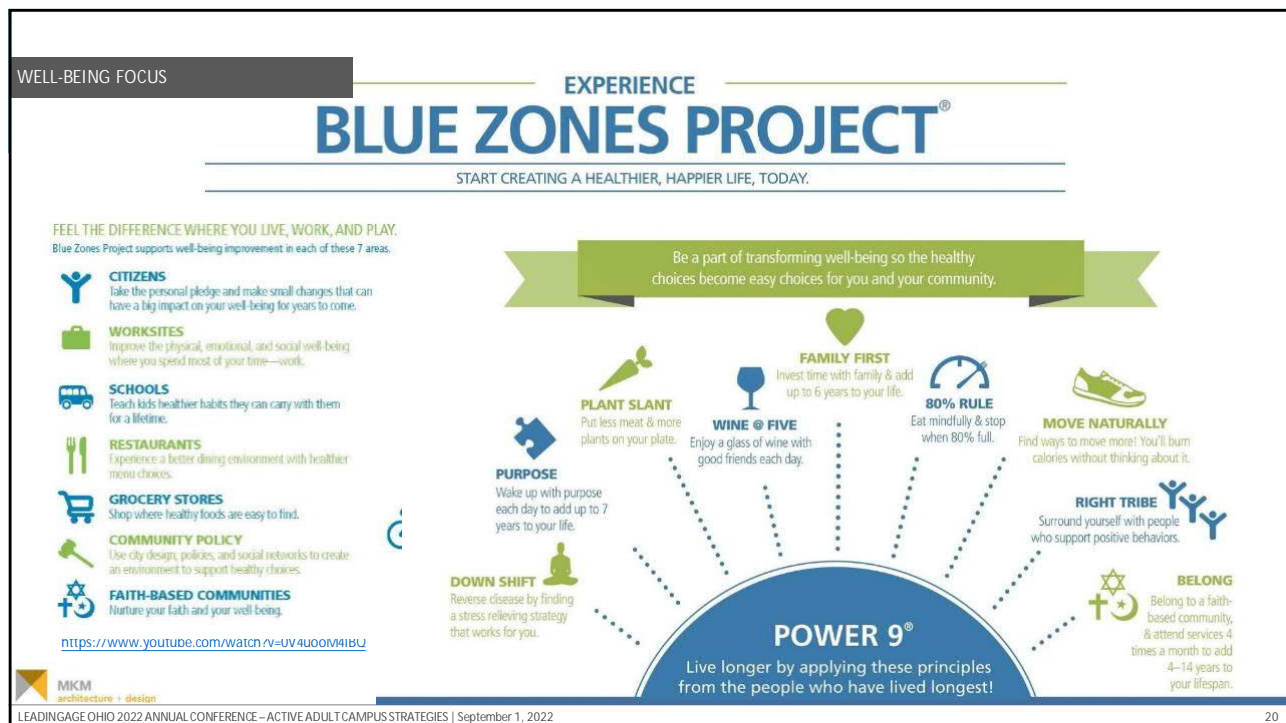 WELL-BEING FOCUS
EXPERIENCE
BLUE ZONES PROJECT®
START CREATING A HEALTHIER, HAPPIER LIFE, TODAY.
FEEL THE DIFFERENCE WHERE YOU LIVE, WORK, AND PLAY.
Blue Zones Project supports well-being improvement in each of these 7 areas.
CITIZENS
Take the personal pledge and make small changes that can
have a big impact on your well-being for years to come.
WORKSITES
Improve the physical, emotional, and social well-being
where you spend most of your time—work.
SCHOOLS
Teach kids healthier habits they can carry with them
for a lifetime.
RESTAURANTS
Experience a better dining environment with healthier
menu choices.
GROCERY STORES
Shop where healthy foods are easy to find.
COMMUNITY POLICY
Use city design, policies, and social networks to create
an environment to support healthy choices.
FAITH-BASED COMMUNITIES
Nurture your faith and your well-being.
Be a part of transforming well-being so the healthy
choices become easy choices for you and your community.
DOWN SHIFT
Reverse disease by finding
a stress relieving strategy
that works for you.
PURPOSE
Wake up with purpose
each day to add up to 7
years to your life.
PLANT SLANT
Put less meat & more
plants on your plate.
WINE @ FIVE
Enjoy a glass of wine with
good friends each day.
FAMILY FIRST
Invest time with family & add
up to 6 years to your life.
80% RULE
Eat mindfully & stop
when 80% full.
MOVE NATURALLY
Find ways to move more! You'll burn
calories without thinking about it.
RIGHT TRIBE
Surround yourself with people
who support positive behaviors.
BELONG
Belong to a faith-
based community,
& attend services 4
times a month to add
4–14 years to
your lifespan.
POWER 9®
Live longer by applying these principles
from the people who have lived longest!
MKM
architecture + design
LEADINGAGE OHIO 2022 ANNUAL CONFERENCE – ACTIVE ADULT CAMPUS STRATEGIES | September 1, 2022
20